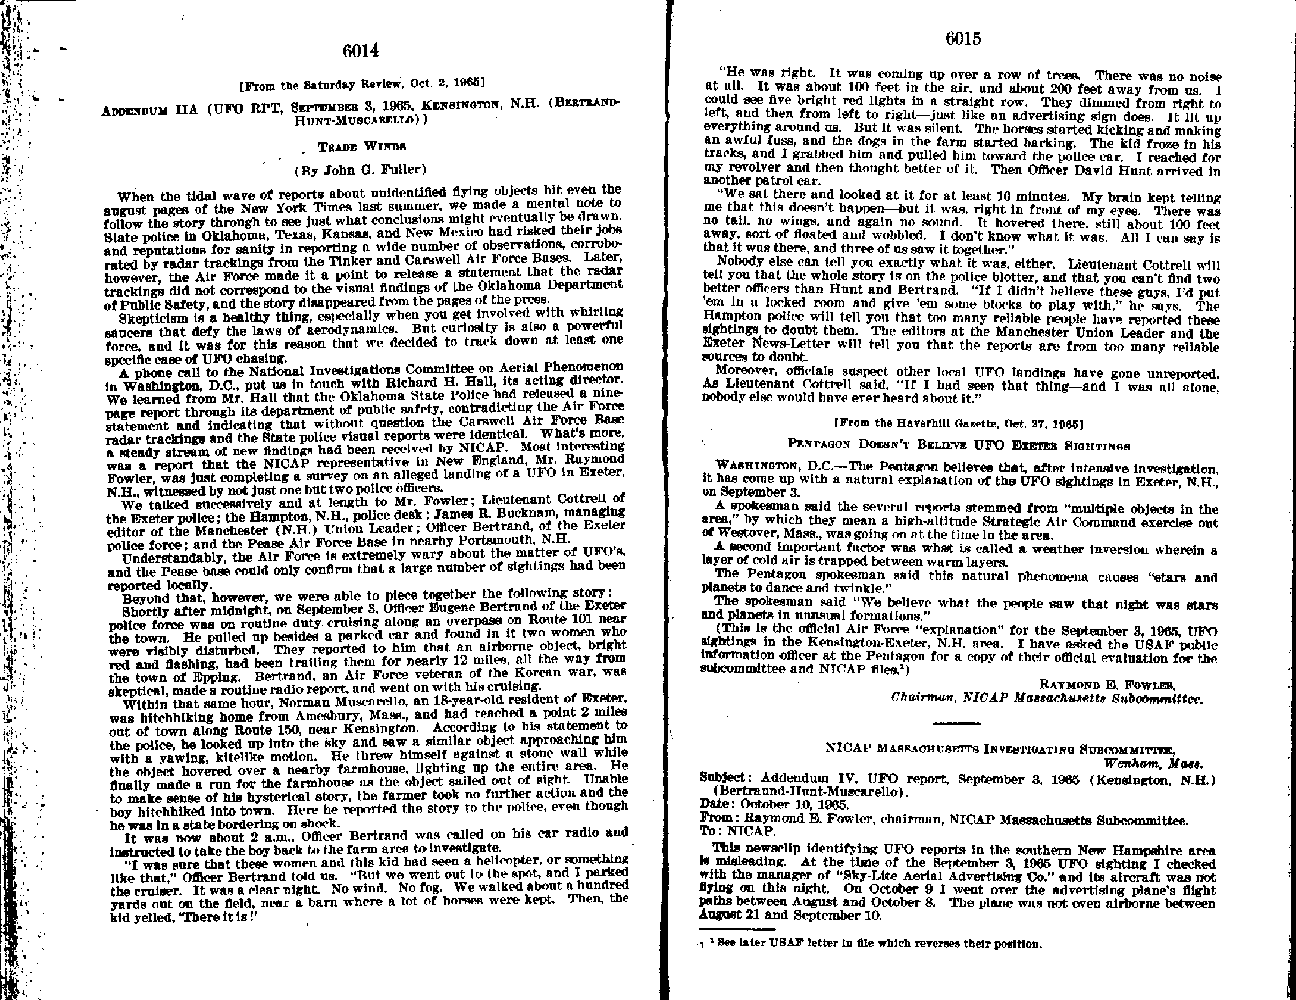 6014
[From the Saturday Review, Oct. 2, 1965]
ADDENDUM IIA (UFO RPT, SEPTEMBER 3, 1965, KENSINGTON, N.H. (BERTRAND-
HUNT-MUSCARELLO))
TRADE WINDS
(By John G. Fuller)
When the tidal wave of reports about unidentified flying objects hit even the
august pages of the New York Times last summer, we made a mental note to
follow the story through to see just what conclusions might eventually be drawn.
State police in Oklahoma, Texas, Kansas, and New Mexico had risked their jobs
and reputations for sanity in reporting a wide number of observations, corrobo-
rated by radar trackings from the Tinker and Carswell Air Force Bases. Later,
however, the Air Force made it a point to release a statement that the radar
trackings did not correspond to the visual findings of the Oklahoma Department
of Public Safety, and the story disappeared from the pages of the press.
Skepticism is a healthy thing, especially when you get involved with whirling
saucers that defy the laws of aerodynamics. But curiosity is also a powerful
force, and it was for this reason that we decided to track down at least one
specific case of UFO chasing.
A phone call to the National Investigations Committee on Aerial Phenomenon
in Washington, D.C., put us in touch with Richard H. Hall, its acting director.
We learned from Mr. Hall that the Oklahoma State Police had released a nine-
page report through its department of public safety, contradicting the Air Force
statement and indicating that without question the Carswell Air Force Base
radar trackings and the State police visual reports were identical. What's more,
a steady stream of new findings had been received by NICAP. Most interesting
was a report that the NICAP representative in New England, Mr. Raymond
Fowler, was just completing a survey on an alleged landing of a UFO in Exeter,
N.H., witnessed by not just one but two police officers.
We talked successively and at length to Mr. Fowler; Lieutenant Cottrell of
the Exeter police; the Hampton, N.H., police desk; James R. Bucknam, managing
editor of the Manchester (N.H.) Union Leader; Officer Bertrand, of the Exeter
police force; and the Pease Air Force Base in nearby Portsmouth, N.H.
Understandably, the Air Force is extremely wary about the matter of UFO's,
and the Pease base could only confirm that a large number of sightings had been
reported locally.
Beyond that, however, we were able to piece together the following story:
Shortly after midnight, on September 3, Officer Eugene Bertrand of the Exeter
police force was on routine duty cruising along an overpass on Route 101 near
the town. He pulled up besides a parked car and found in it two women who
were visibly disturbed. They reported to him that an airborne object, bright
red and flashing, had been trailing them for nearly 12 miles, all the way from
the town of Epping. Bertrand, an Air Force veteran of the Korean war, was
skeptical, made a routine radio report, and went on with his cruising.
Within that same hour, Norman Muscarello, an 18-year-old resident of Exeter,
was hitchhiking home from Amesbury, Mass., and had reached a point 2 miles
out of town along Route 150, near Kensington. According to his statement to
the police, he looked up into the sky and saw a similar object approaching him
with a yawing, kitelike motion. He threw himself against a stone wall while
the object hovered over a nearby farmhouse, lighting up the entire area. He
finally made a run for the farmhouse as the object sailed out of sight. Unable
to make sense of his hysterical story, the farmer took no further action and the
boy hitchhiked into town. Here he reported the story to the police, even though
he was in a state bordering on shock.
It was now about 2 a.m., Officer Bertrand was called on his car radio and
instructed to take the boy back to the farm area to investigate.
"I was sure that these women and this kid had seen a helicopter, or something
like that," Officer Bertrand told us. "But we went out to the spot, and I parked
the cruiser. It was a clear night. No wind. No fog. We walked about a hundred
yards out on the field, near a barn where a lot of horses were kept. Then, the
kid yelled, 'There it is!'
6015
"He was right. It was coming up over a row of trees. There was no noise
at all. It was about 100 feet in the air, and about 200 feet away from us. I
could see five bright red lights in a straight row. They dimmed from right to
left, and then from left to right—just like an advertising sign does. It lit up
everything around us. But it was silent. The horses started kicking and making
an awful fuss, and the dogs in the farm started barking. The kid froze in his
tracks, and I grabbed him and pulled him toward the police car. I reached for
my revolver and then thought better of it. Then Officer David Hunt arrived in
another patrol car.
"We sat there and looked at it for at least 10 minutes. My brain kept telling
me that this doesn't happen—but it was, right in front of my eyes. There was
no tail, no wings, and again no sound. It hovered there, still about 100 feet
away, sort of floated and wobbled. I don't know what it was. All I can say is
that it was there, and three of us saw it together."
Nobody else can tell you exactly what it was, either. Lieutenant Cottrell will
tell you that the whole story is on the police blotter, and that you can't find two
better officers than Hunt and Bertrand. "If I didn't believe these guys, I'd put
'em in a locked room and give 'em some blocks to play with," he says. The
Hampton police will tell you that too many reliable people have reported these
sightings to doubt them. The editors at the Manchester Union Leader and the
Exeter News-Letter will tell you that the reports are from too many reliable
sources to doubt.
Moreover, officials suspect other local UFO landings have gone unreported.
As Lieutenant Cottrell said, "If I had seen that thing—and I was all alone,
nobody else would have ever heard about it."
[From the Haverhill Gazette, Oct. 27, 1965]
PENTAGON DOESN'T BELIEVE UFO EXETER SIGHTINGS
WASHINGTON, D.C.—The Pentagon believes that, after intensive investigation,
it has come up with a natural explanation of the UFO sightings in Exeter, N.H.,
on September 3.
A spokesman said the several reports stemmed from "multiple objects in the
area," by which they mean a high-altitude Strategic Air Command exercise out
of Westover, Mass., was going on at the time in the area.
A second important factor was what is called a weather inversion wherein a
layer of cold air is trapped between warm layers.
The Pentagon spokesman said this natural phenomena causes "stars and
planets to dance and twinkle."
The spokesman said "We believe what the people saw that night was stars
and planets in unusual formations."
(This is the official Air Force "explanation" for the September 3, 1965, UFO
sightings in the Kensington-Exeter, N.H. area. I have asked the USAF public
information officer at the Pentagon for a copy of their official evaluation for the
subcommittee and NICAP files.¹)
RAYMOND E. FOWLER,
Chairman, NICAP Massachusetts Subcommittee.
NICAP MASSACHUSETTS INVESTIGATING SUBCOMMITTEE,
Wenham, Mass.
Subject: Addendum IV, UFO report, September 3, 1965 (Kensington, N.H.)
(Bertraund-Hunt-Muscarello).
Date: October 10, 1965.
From: Raymond E. Fowler, chairman, NICAP Massachusetts Subcommittee.
To: NICAP.
This newsclip identifying UFO reports in the southern New Hampshire area
is misleading. At the time of the September 3, 1965 UFO sighting I checked
with the manager of "Sky-Lite Aerial Advertising Co." and its aircraft was not
flying on this night. On October 9 I went over the advertising plane's flight
paths between August and October 8. The plane was not even airborne between
August 21 and September 10.
¹ See later USAF letter in file which reverses their position.